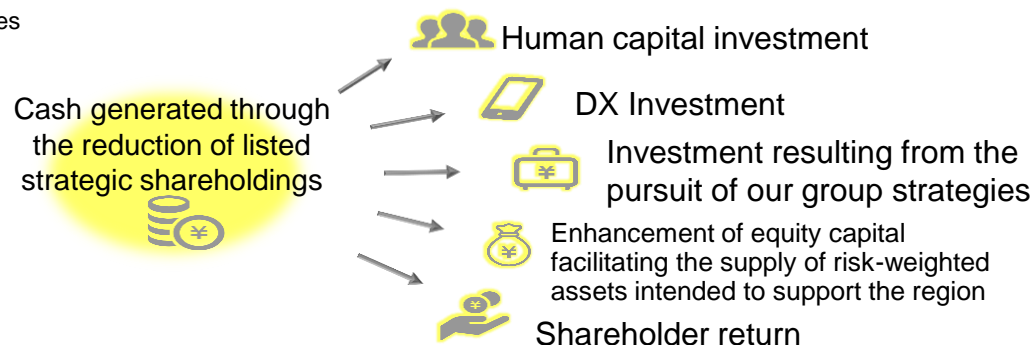 es
Human capital investment
Cash generated through
the reduction of listed
strategic shareholdings
¥
DX Investment
¥
Investment resulting from the
pursuit of our group strategies
¥
Enhancement of equity capital
facilitating the supply of risk-weighted
assets intended to support the region
¥
Shareholder return